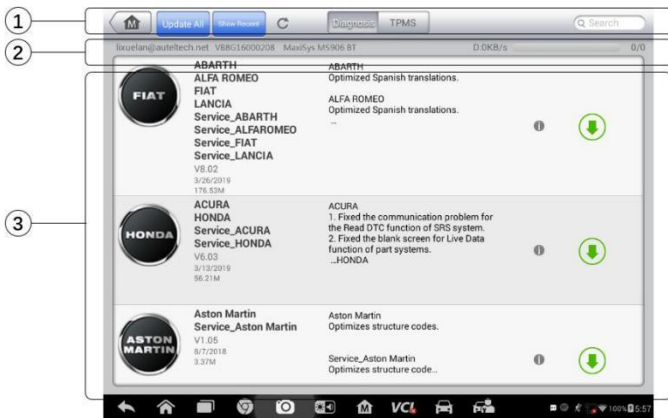 1
Update All Show Recent Diagnosis TPMS Search
2
lixuelan@auteltech.net VBBG16000208 MaxiSys MS906 BT D:0KB/s 0/0
3
FIAT
ABARTH
ALFA ROMEO
FIAT
LANCIA
Service_ABARTH
Service_ALFAROMEO
Service_FIAT
Service_LANCIA
V8.02
3/26/2019
176.53M
ABARTH
Optimized Spanish translations.
ALFA ROMEO
Optimized Spanish translations.
...
HONDA
ACURA
HONDA
Service_ACURA
Service_HONDA
V6.03
3/13/2019
56.21M
ACURA
1. Fixed the communication problem for
the Read DTC function of SRS system.
2. Fixed the blank screen for Live Data
function of part systems.
...HONDA
ASTON
MARTIN
Aston Martin
Service_Aston Martin
V1.05
8/7/2018
3.37M
Aston Martin
Optimizes structure codes.
Service_Aston Martin
Optimizes structure code...
M VCI 100% 5:57